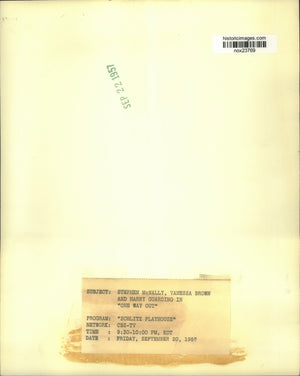 historicimages.com
nox23769
SEP 22 1957
SUBJECT: STEPHEN McNALLY, VANESSA BROWN
AND HARRY GUARDINO IN
"ONE WAY OUT"
PROGRAM: "SCHLITZ PLAYHOUSE"
NETWORK: CBS-TV
TIME : 9:30-10:00 PM, EDT
DATE : FRIDAY, SEPTEMBER 20, 1957